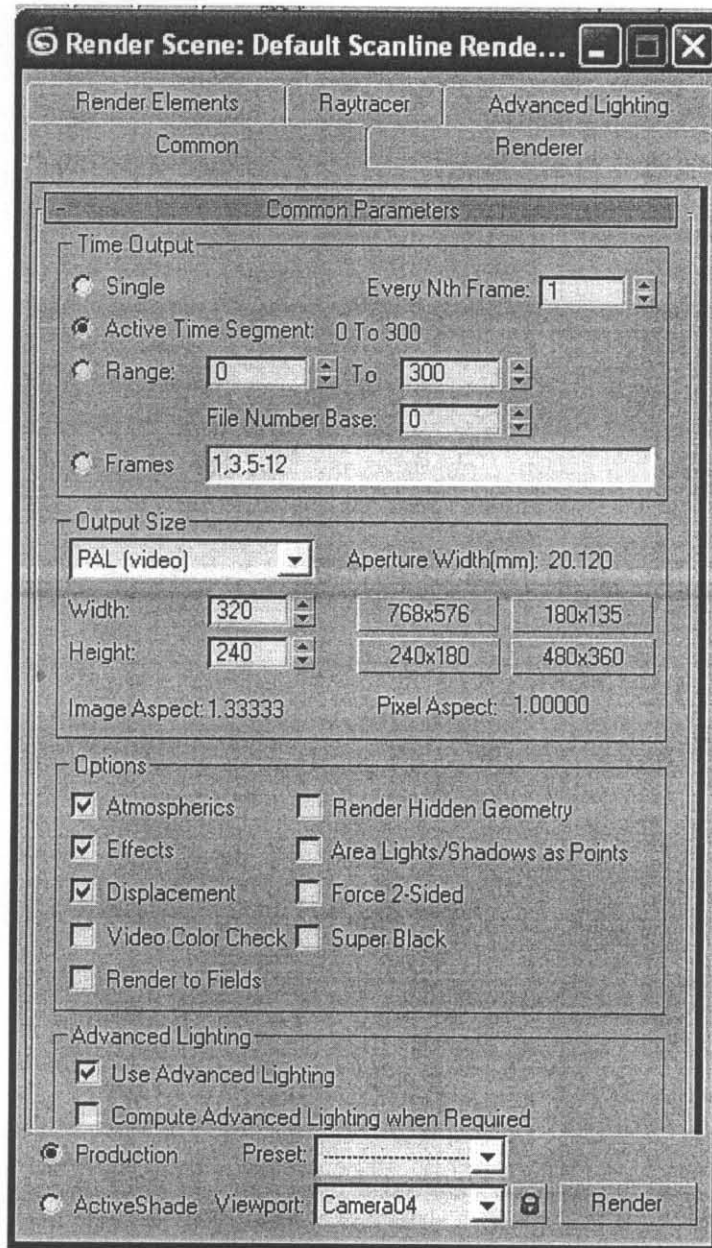 Render Scene: Default Scanline Rende...
Render Elements Raytracer Advanced Lighting
Common Renderer
- Common Parameters
Time Output
Single Every Nth Frame: 1
Active Time Segment: 0 To 300
Range: 0 To 300
File Number Base: 0
Frames 1,3,5-12
Output Size
PAL (video) Aperture Width(mm): 20.120
Width: 320 768x576 180x135
Height: 240 240x180 480x360
Image Aspect: 1.33333 Pixel Aspect: 1.00000
Options
Atmospherics Render Hidden Geometry
Effects Area Lights/Shadows as Points
Displacement Force 2-Sided
Video Color Check Super Black
Render to Fields
Advanced Lighting
Use Advanced Lighting
Compute Advanced Lighting when Required
Production Preset: --------------------
ActiveShade Viewport: Camera04 Render